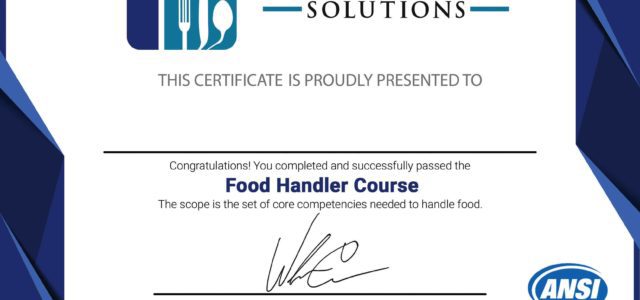 SOLUTIONS
THIS CERTIFICATE IS PROUDLY PRESENTED TO
Congratulations! You completed and successfully passed the
Food Handler Course
The scope is the set of core competencies needed to handle food.
ANSI